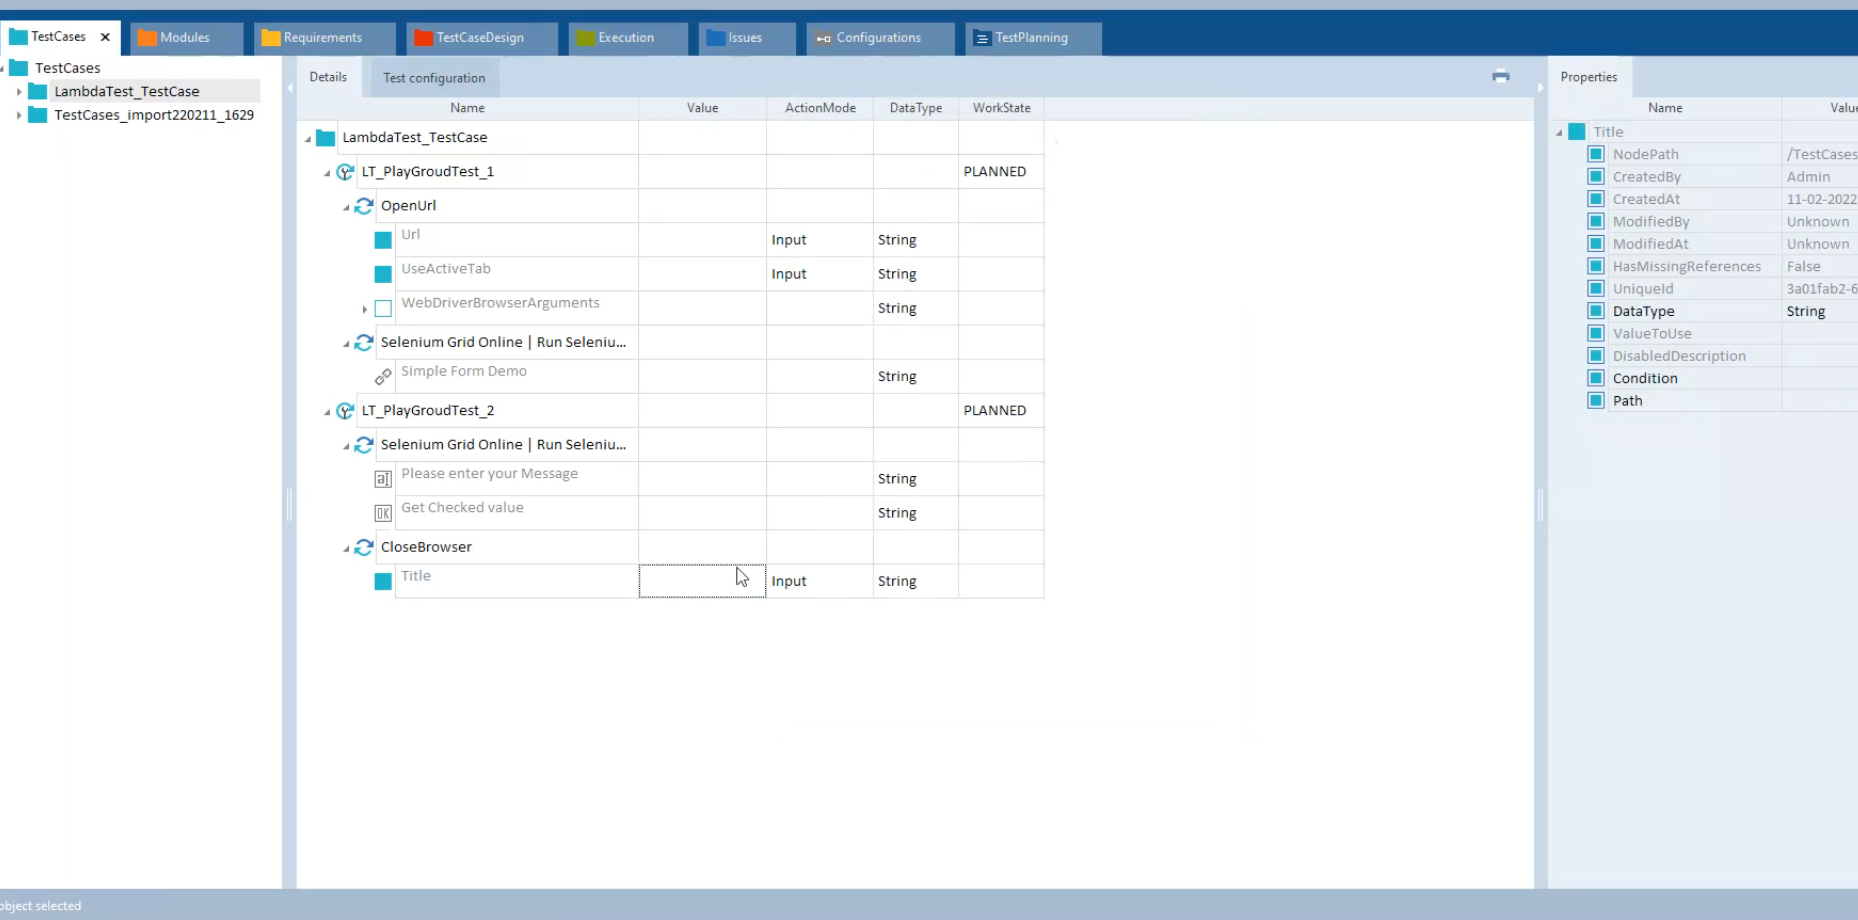 TestCases
Modules
Requirements
TestCaseDesign
Execution
Issues
Configurations
TestPlanning
TestCases
LambdaTest_TestCase
TestCases_import220211_1629
Details
Test configuration
Name Value ActionMode DataType WorkState
LambdaTest_TestCase
LT_PlayGroudTest_1 PLANNED
OpenUrl
Url Input String
UseActiveTab Input String
WebDriverBrowserArguments String
Selenium Grid Online | Run Seleniu...
Simple Form Demo String
LT_PlayGroudTest_2 PLANNED
Selenium Grid Online | Run Seleniu...
Please enter your Message String
Get Checked value String
CloseBrowser
Title Input String
Properties
Name Value
Title
NodePath /TestCases
CreatedBy Admin
CreatedAt 11-02-2022
ModifiedBy Unknown
ModifiedAt Unknown
HasMissingReferences False
UniqueId 3a01fab2-6
DataType String
ValueToUse
DisabledDescription
Condition
Path
object selected